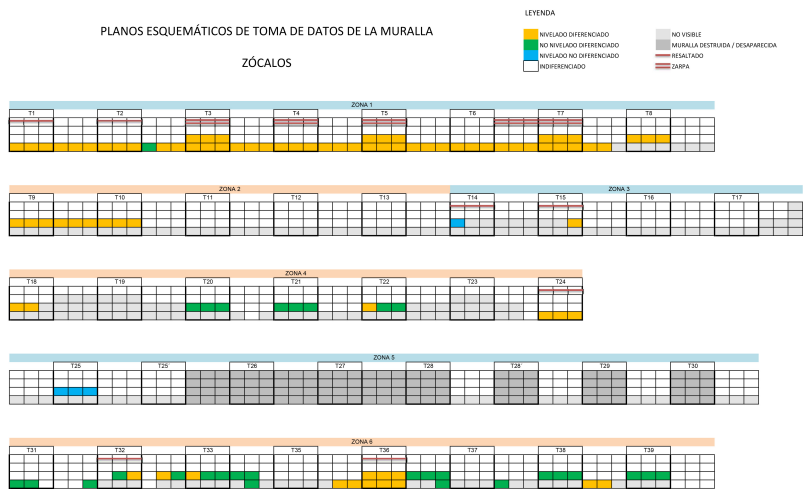 LEYENDA
PLANOS ESQUEMÁTICOS DE TOMA DE DATOS DE LA MURALLA
ZÓCALOS
NIVELADO DIFERENCIADO
NO NIVELADO DIFERENCIADO
NIVELADO NO DIFERENCIADO
INDIFERENCIADO
NO VISIBLE
MURALLA DESTRUIDA / DESAPARECIDA
RESALTADO
ZARPA
ZONA 1
T1 T2 T3 T4 T5 T6 T7 T8
ZONA 2 ZONA 3
T9 T10 T11 T12 T13 T14 T15 T16 T17
ZONA 4
T18 T19 T20 T21 T22 T23 T24
ZONA 5
T25 T25' T26 T27 T28 T28' T29 T30
ZONA 6
T31 T32 T33 T35 T36 T37 T38 T39